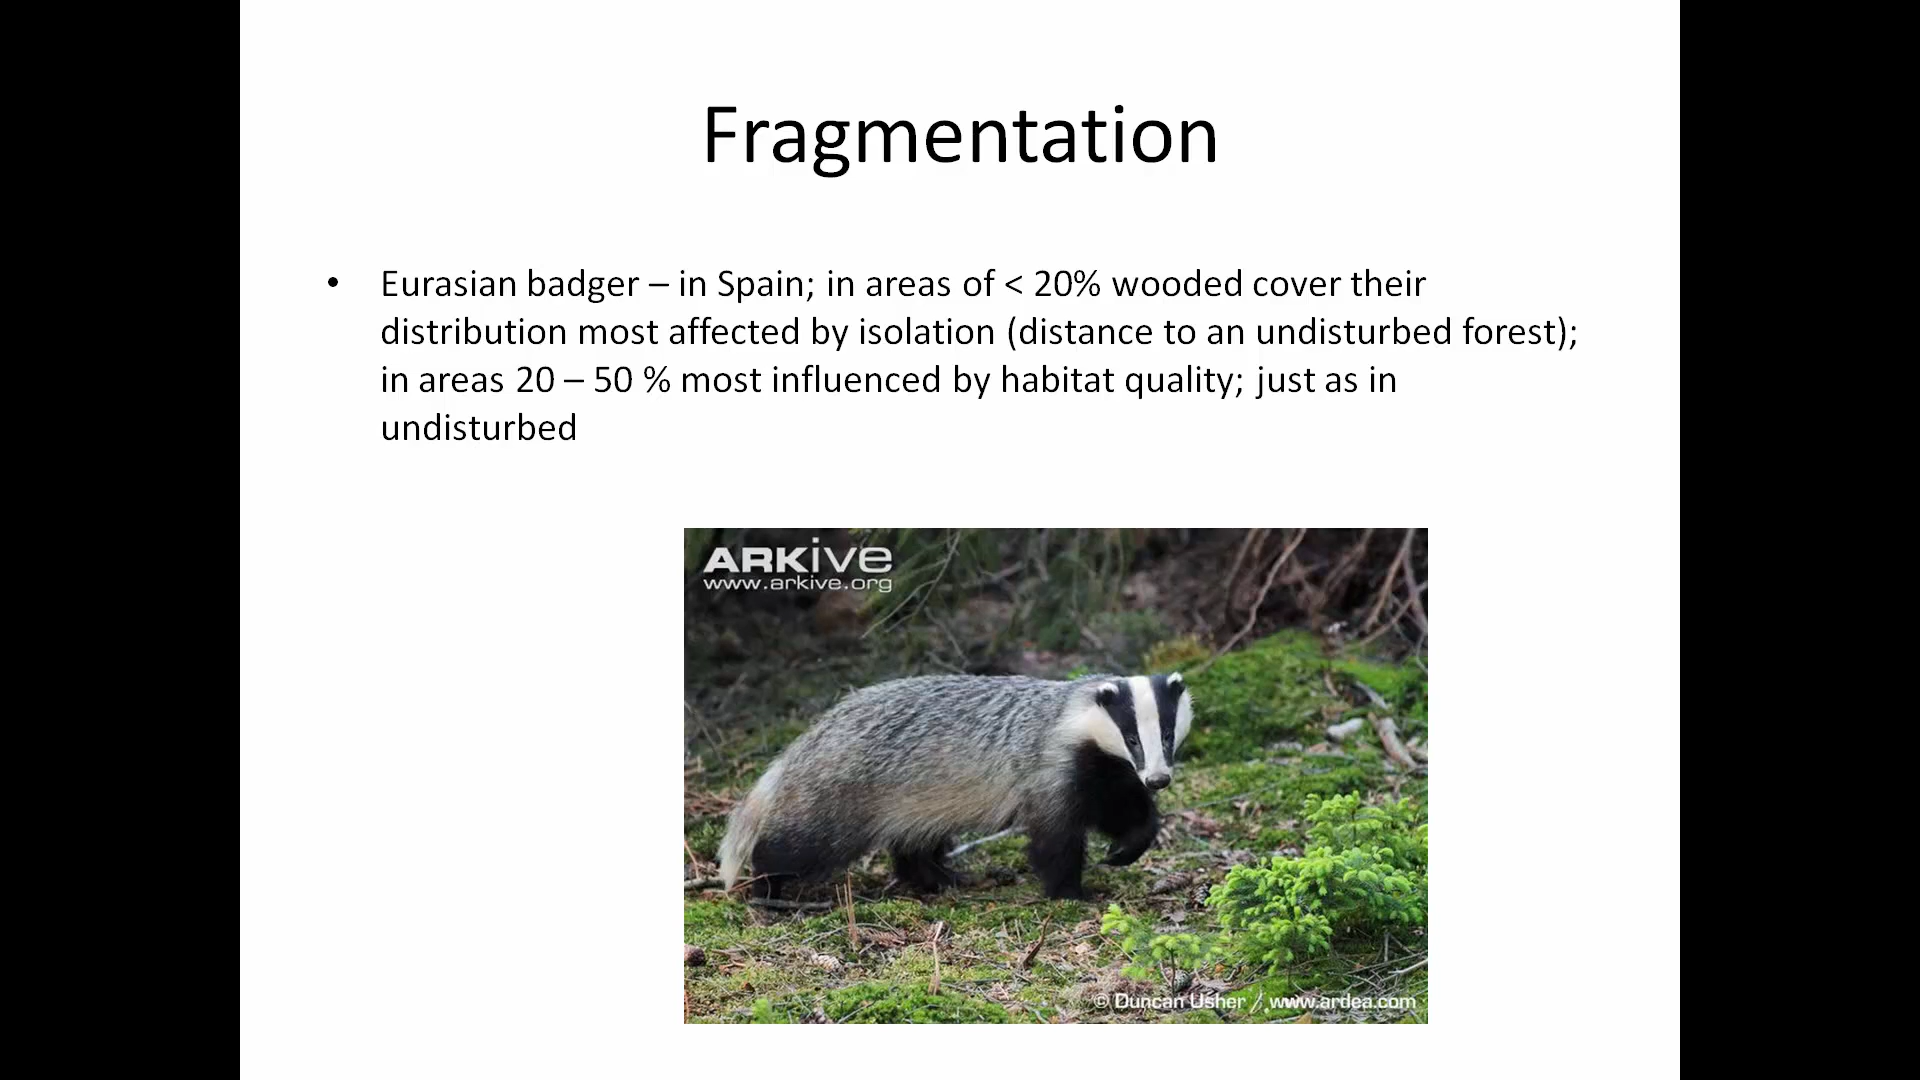 Fragmentation
• Eurasian badger – in Spain; in areas of < 20% wooded cover their
distribution most affected by isolation (distance to an undisturbed forest);
in areas 20 – 50 % most influenced by habitat quality; just as in
undisturbed
ARKive
www.arkive.org
© Duncan Usher / www.ardea.com